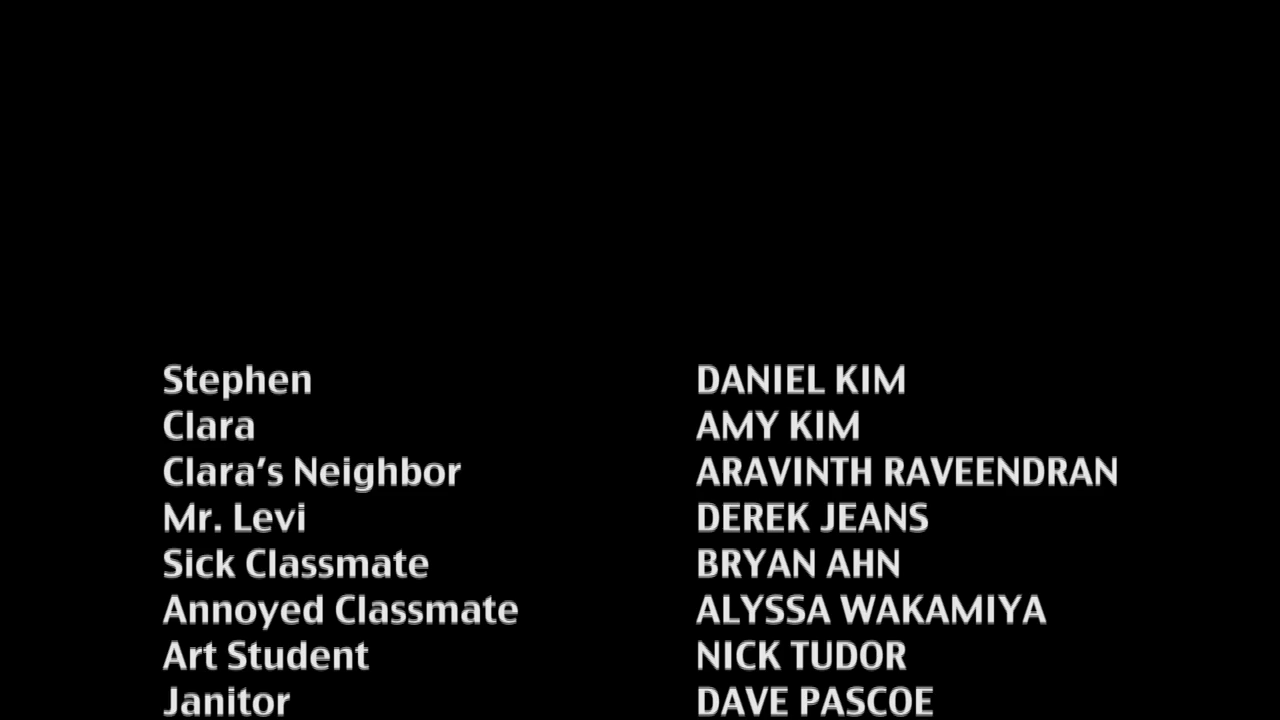 Stephen DANIEL KIM
Clara AMY KIM
Clara's Neighbor ARAVINTH RAVEENDRAN
Mr. Levi DEREK JEANS
Sick Classmate BRYAN AHN
Annoyed Classmate ALYSSA WAKAMIYA
Art Student NICK TUDOR
Janitor DAVE PASCOE